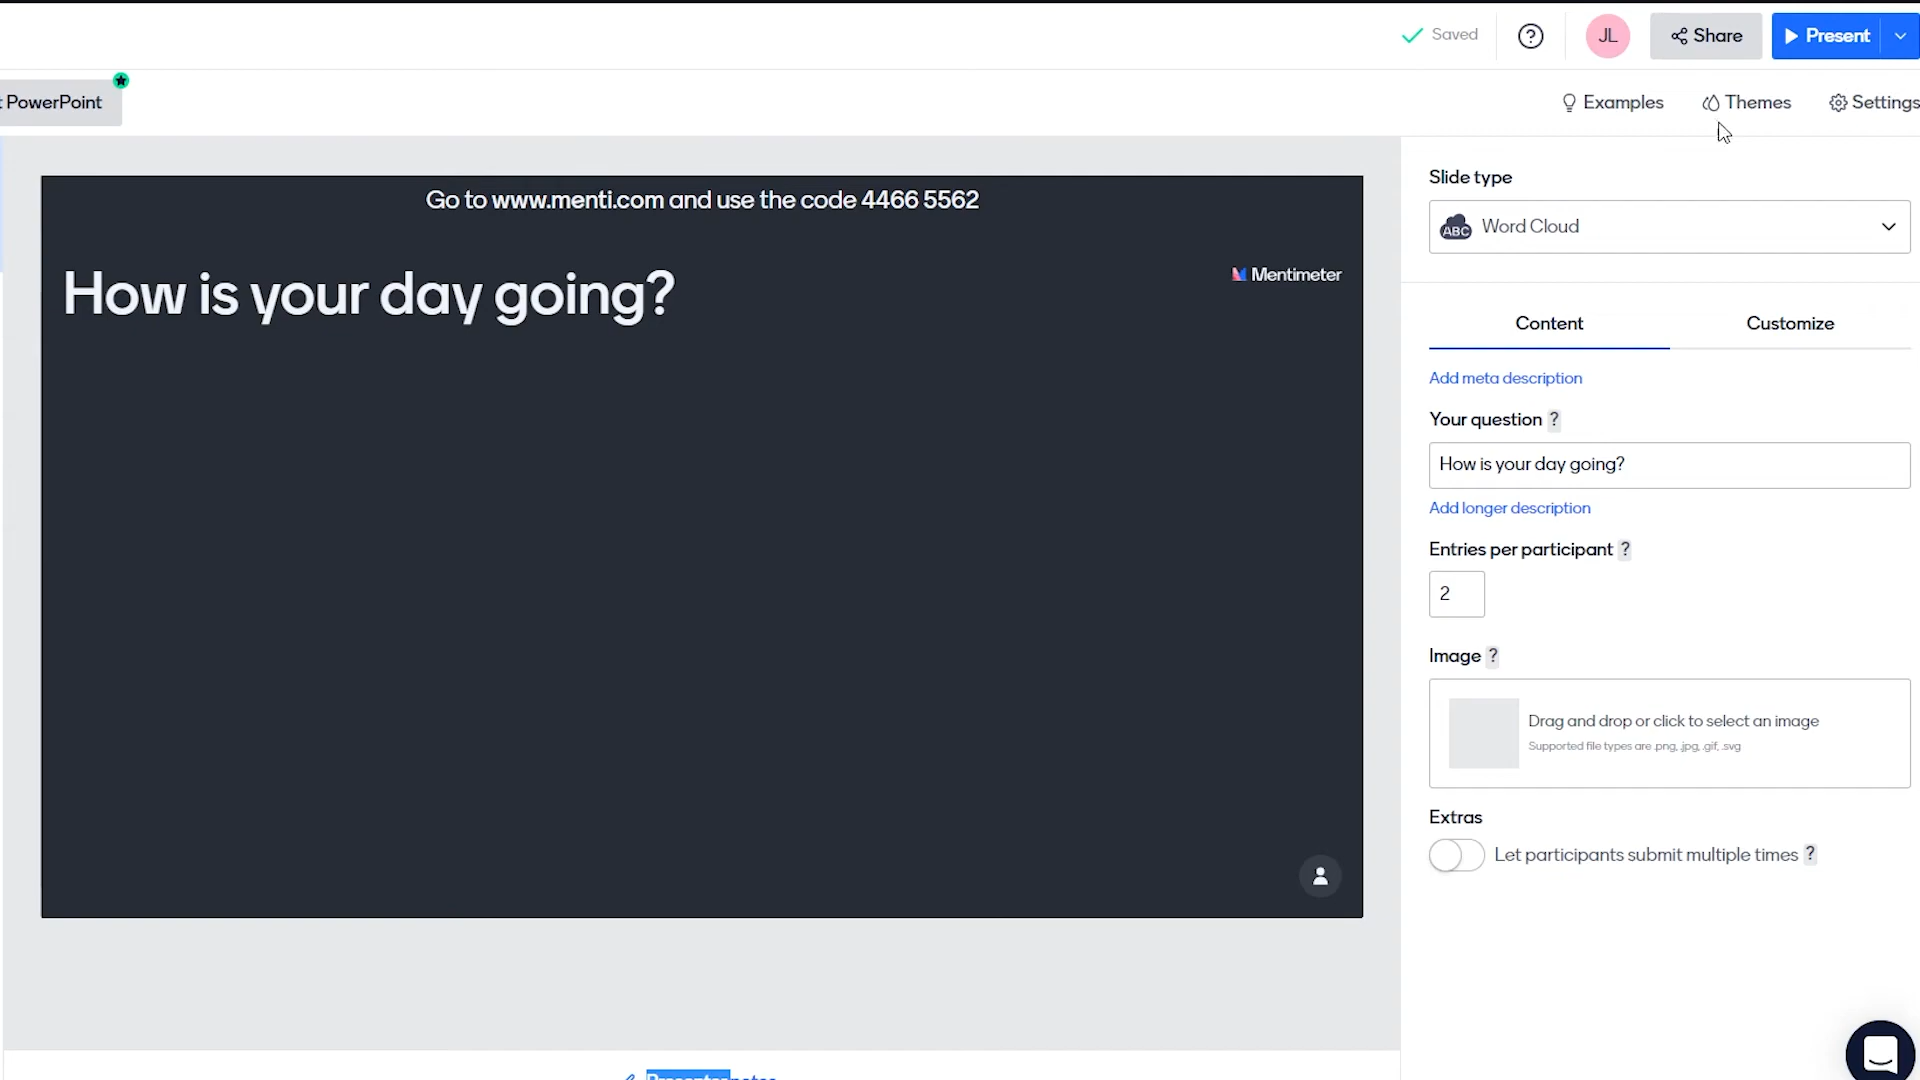 Saved
JL
Share
Present
PowerPoint
Examples
Themes
Settings
Go to www.menti.com and use the code 4466 5562
How is your day going?
Mentimeter
Slide type
ABC
Word Cloud
Content
Customize
Add meta description
Your question ?
How is your day going?
Add longer description
Entries per participant ?
2
Image ?
Drag and drop or click to select an image
Supported file types are .png, .jpg, .gif, .svg
Extras
Let participants submit multiple times ?